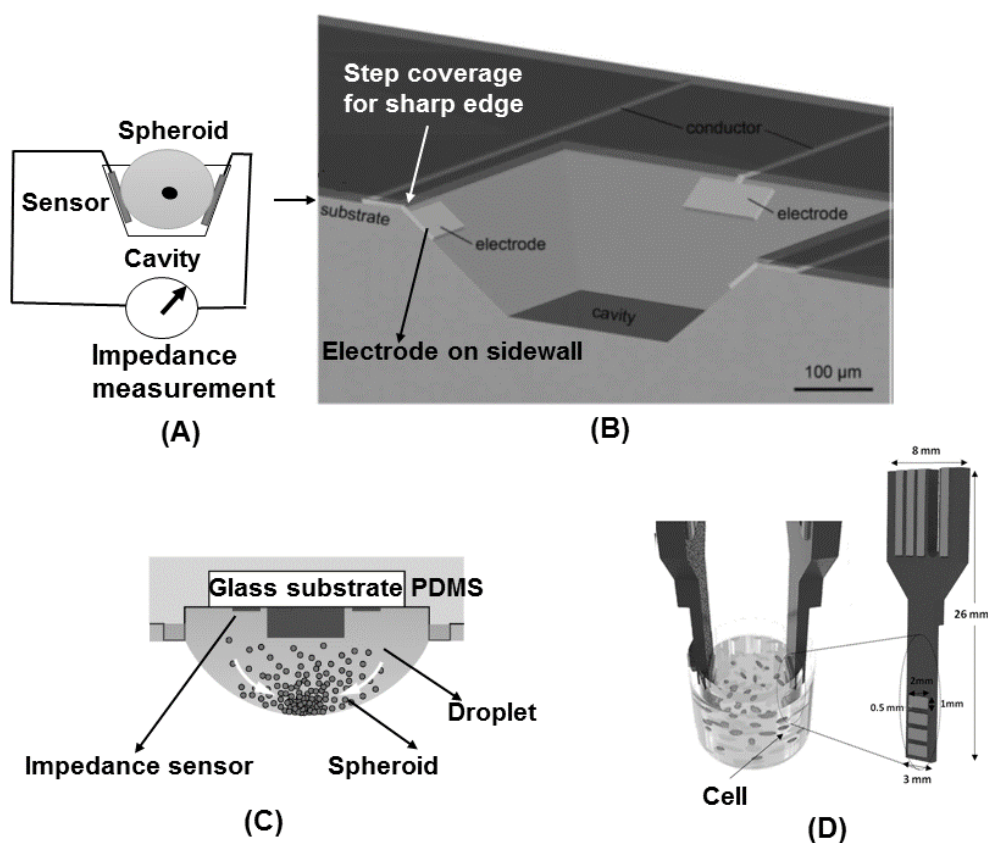 Step coverage
for sharp edge
Spheroid
Sensor
Cavity
Impedance
measurement
(A)
conductor
substrate
electrode
electrode
cavity
Electrode on sidewall
100 µm
(B)
8 mm
26 mm
2mm
0.5 mm
1mm
3 mm
Glass substrate PDMS
Droplet
Impedance sensor
Spheroid
(C)
Cell
(D)